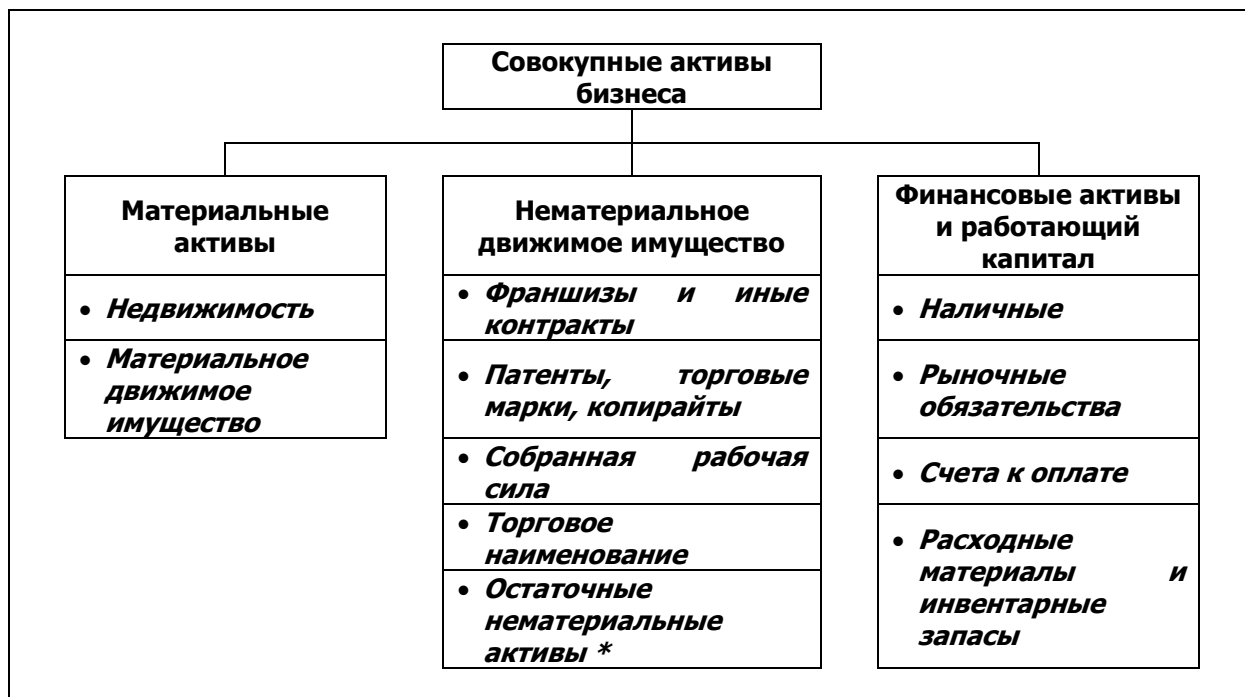 Совокупные активы
бизнеса
Материальные
активы
• Недвижимость
• Материальное
движимое
имущество
Нематериальное
движимое имущество
• Франшизы и иные
контракты
• Патенты, торговые
марки, копирайты
• Собранная рабочая
сила
• Торговое
наименование
• Остаточные
нематериальные
активы *
Финансовые активы
и работающий
капитал
• Наличные
• Рыночные
обязательства
• Счета к оплате
• Расходные
материалы и
инвентарные
запасы